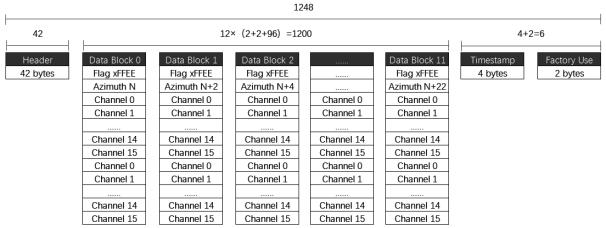 1248
42 12× (2+2+96) =1200 4+2=6
Header Data Block 0 Data Block 1 Data Block 2 ...... Data Block 11 Timestamp Factory Use
42 bytes Flag xFFEE Flag xFFEE Flag xFFEE ...... Flag xFFEE 4 bytes 2 bytes
Azimuth N Azimuth N+2 Azimuth N+4 ...... Azimuth N+22
Channel 0 Channel 0 Channel 0 Channel 0 Channel 0
Channel 1 Channel 1 Channel 1 Channel 1 Channel 1
...... ...... ...... ...... ......
Channel 14 Channel 14 Channel 14 Channel 14 Channel 14
Channel 15 Channel 15 Channel 15 Channel 15 Channel 15
Channel 0 Channel 0 Channel 0 Channel 0 Channel 0
Channel 1 Channel 1 Channel 1 Channel 1 Channel 1
...... ...... ...... ...... ......
Channel 14 Channel 14 Channel 14 Channel 14 Channel 14
Channel 15 Channel 15 Channel 15 Channel 15 Channel 15